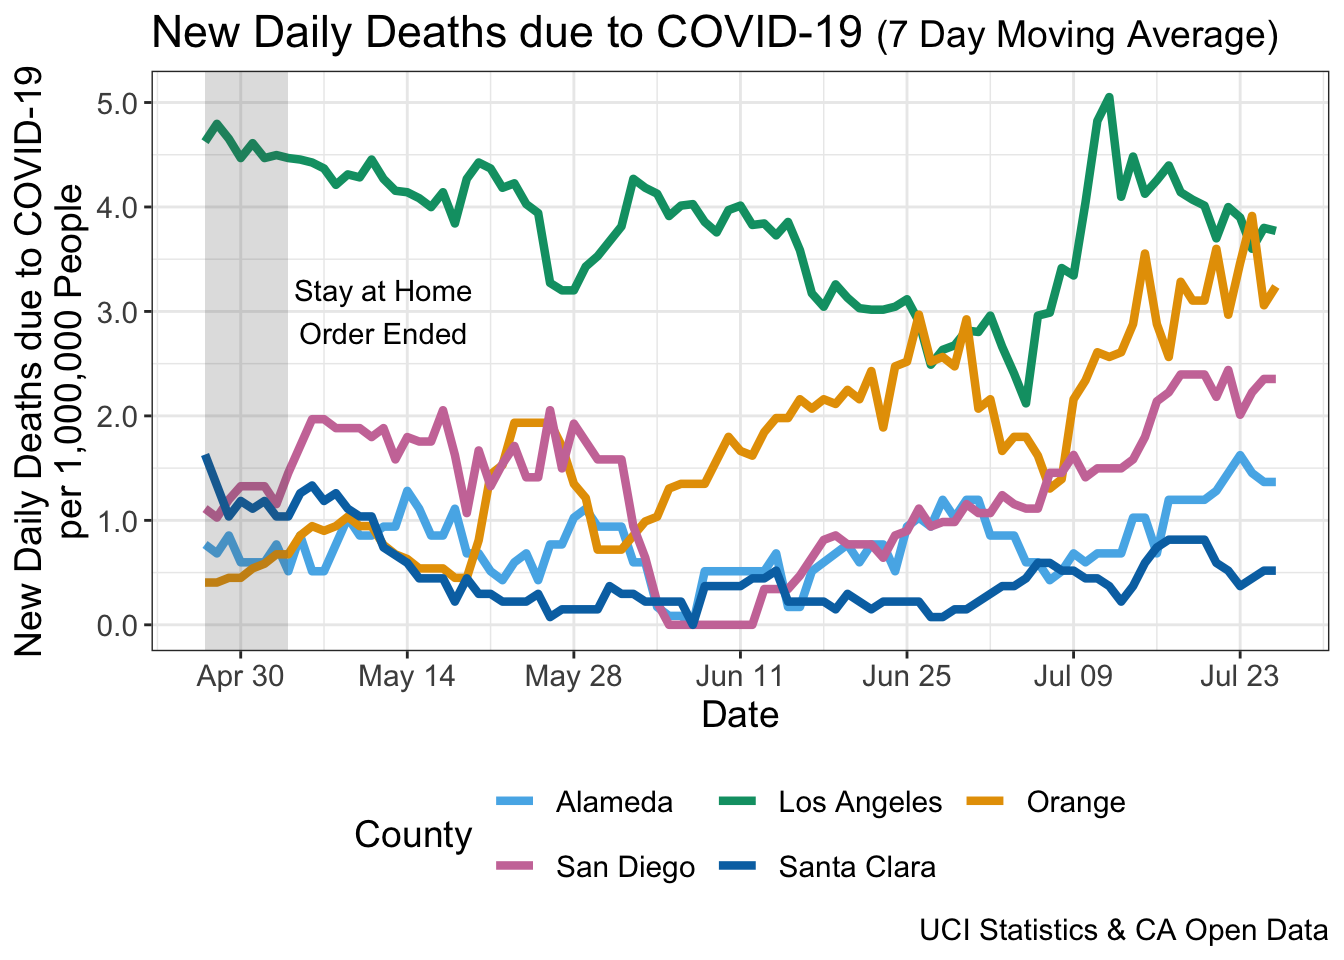 New Daily Deaths due to COVID-19 (7 Day Moving Average)
New Daily Deaths due to COVID-19
per 1,000,000 People
5.0
4.0
3.0
2.0
1.0
0.0
Stay at Home
Order Ended
Apr 30
May 14
May 28
Jun 11
Jun 25
Jul 09
Jul 23
Date
County
Alameda
Los Angeles
Orange
San Diego
Santa Clara
UCI Statistics & CA Open Data